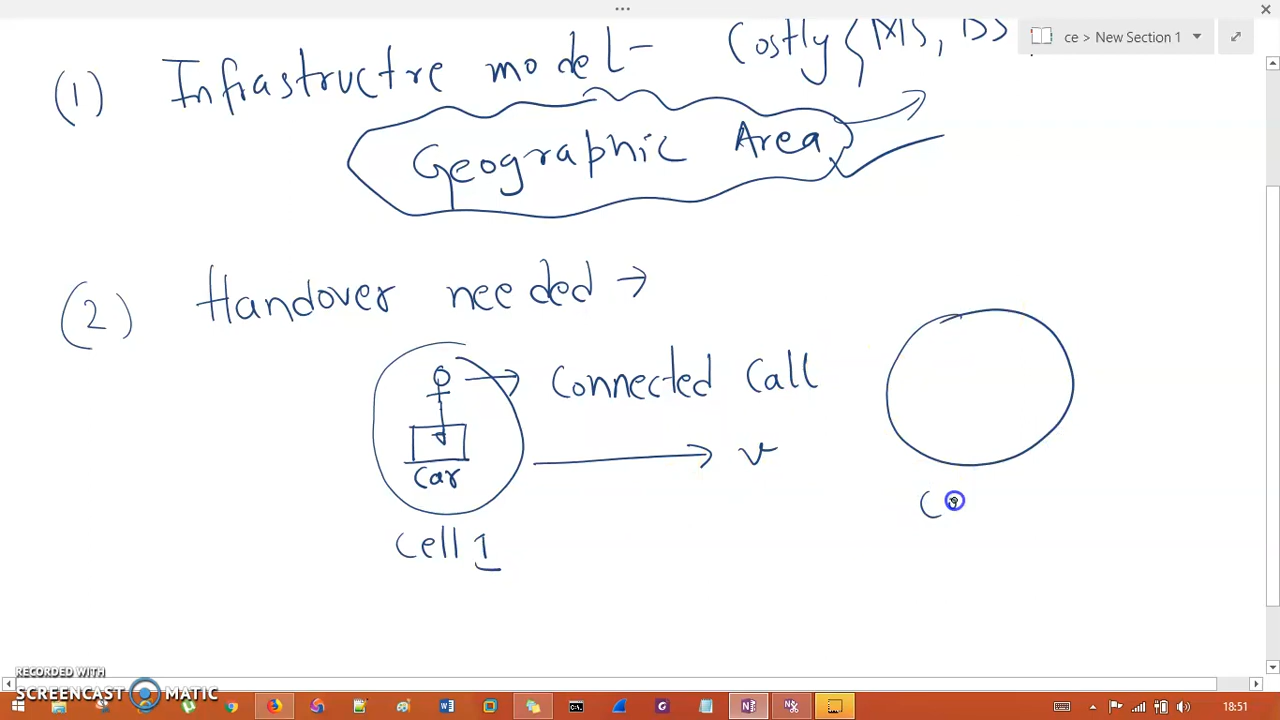 ce > New Section 1
(1) Infrastructre model- Costly { MS, BS
Geographic Area
(2) Handover needed →
Connected Call
v
Car
Cell 1
Ce
RECORDED WITH
SCREENCAST MATIC
18:51